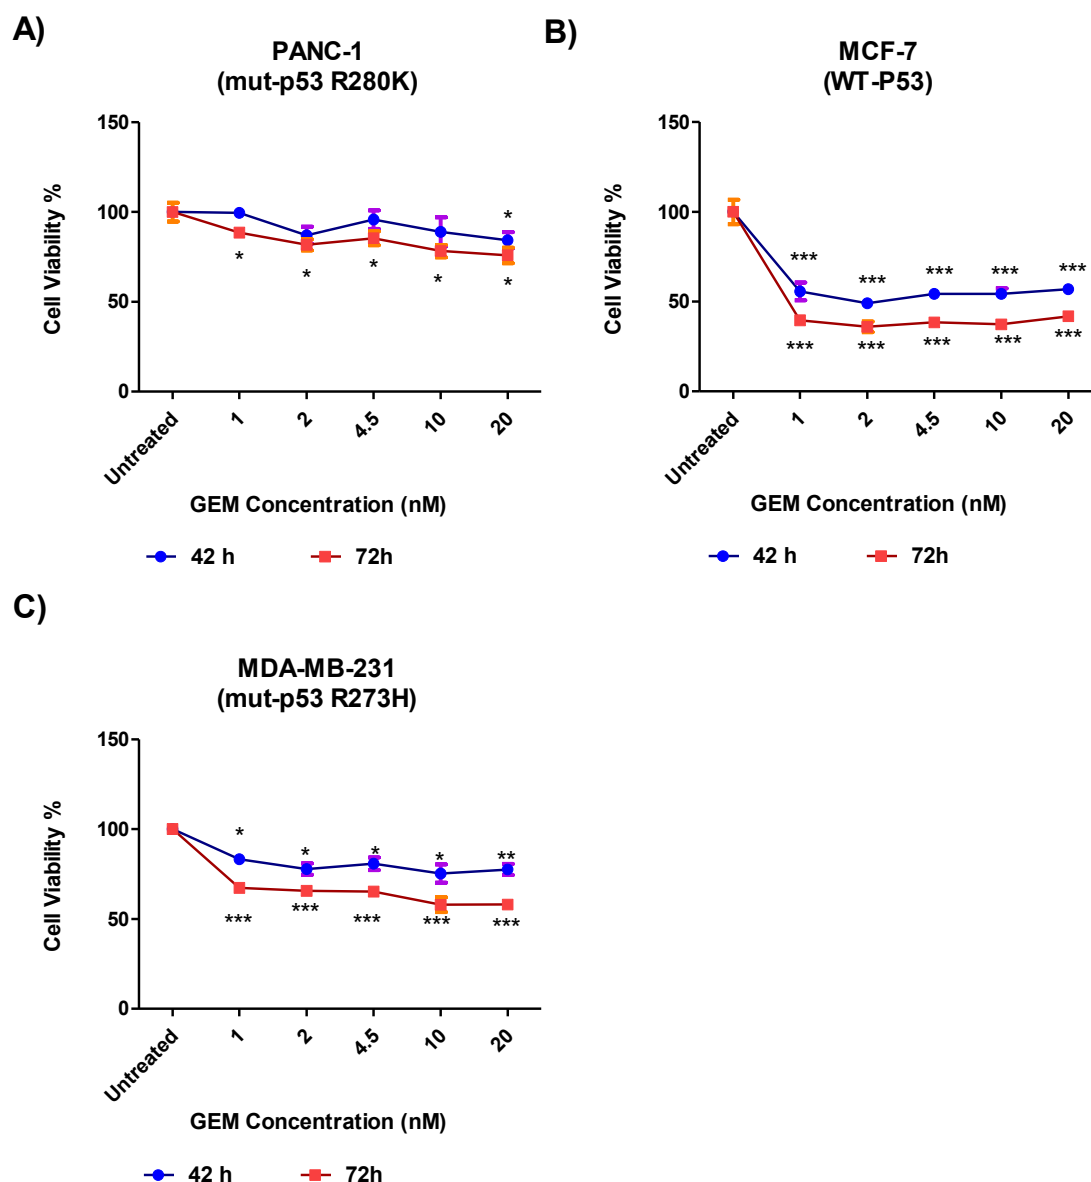 A)
PANC-1
(mut-p53 R280K)
150
100
50
0
Cell Viability %
*
*
*
*
*
*
Untreated
1
2
4.5
10
20
GEM Concentration (nM)
42 h
72h
B)
MCF-7
(WT-P53)
150
100
50
0
Cell Viability %
***
***
***
***
***
***
***
***
***
***
Untreated
1
2
4.5
10
20
GEM Concentration (nM)
42 h
72h
C)
MDA-MB-231
(mut-p53 R273H)
150
100
50
0
Cell Viability %
*
*
*
*
**
***
***
***
***
***
Untreated
1
2
4.5
10
20
GEM Concentration (nM)
42 h
72h